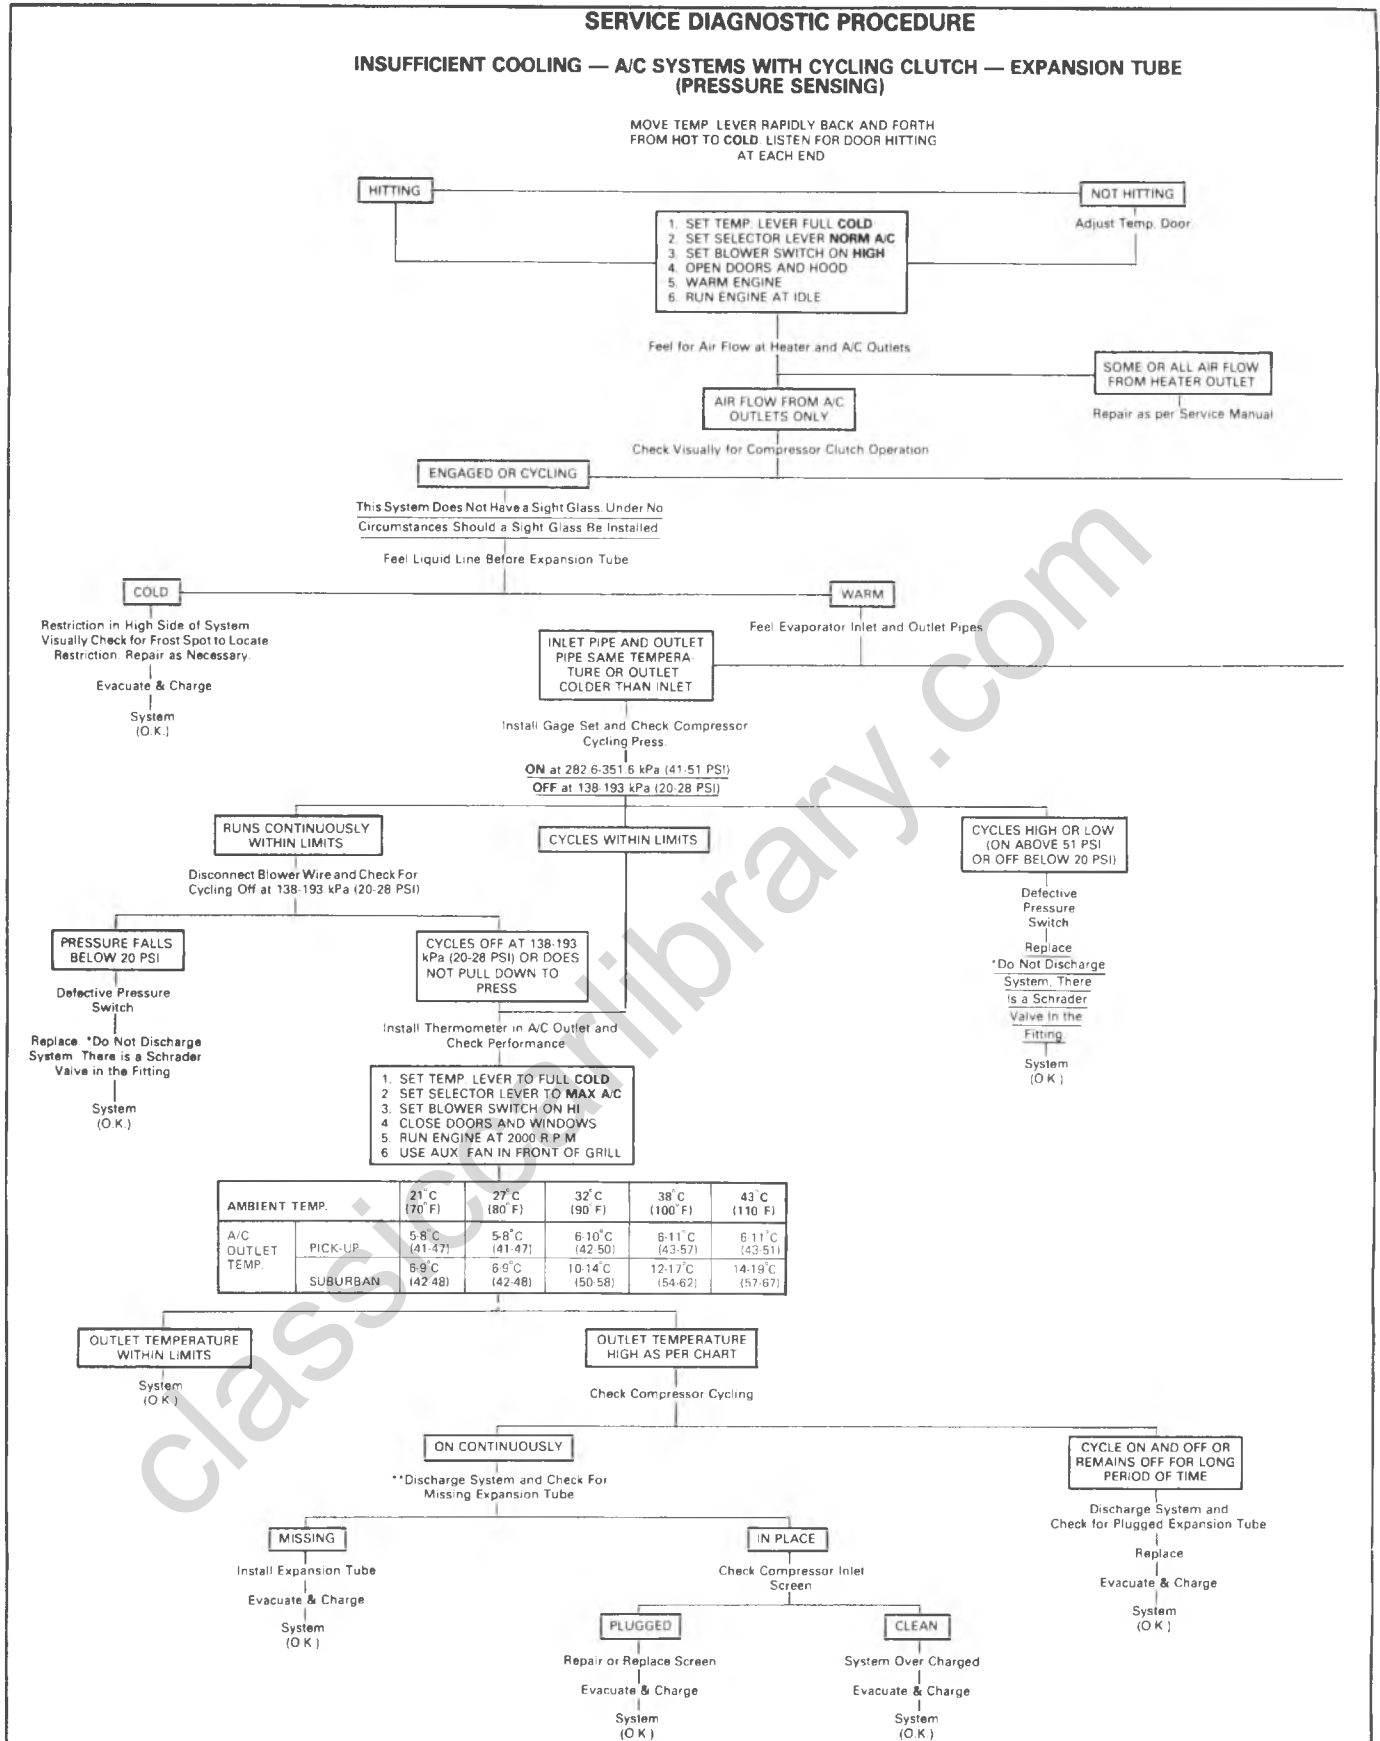 SERVICE DIAGNOSTIC PROCEDURE
INSUFFICIENT COOLING — A/C SYSTEMS WITH CYCLING CLUTCH — EXPANSION TUBE
(PRESSURE SENSING)
MOVE TEMP. LEVER RAPIDLY BACK AND FORTH
FROM HOT TO COLD. LISTEN FOR DOOR HITTING
AT EACH END
HITTING
NOT HITTING
Adjust Temp. Door
1. SET TEMP. LEVER FULL COLD
2. SET SELECTOR LEVER NORM A/C
3. SET BLOWER SWITCH ON HIGH
4. OPEN DOORS AND HOOD
5. WARM ENGINE
6. RUN ENGINE AT IDLE
Feel for Air Flow at Heater and A/C Outlets
SOME OR ALL AIR FLOW
FROM HEATER OUTLET
Repair as per Service Manual
AIR FLOW FROM A/C
OUTLETS ONLY
Check Visually for Compressor Clutch Operation
ENGAGED OR CYCLING
This System Does Not Have a Sight Glass. Under No
Circumstances Should a Sight Glass Be Installed
Feel Liquid Line Before Expansion Tube
COLD
Restriction in High Side of System
Visually Check for Frost Spot to Locate
Restriction. Repair as Necessary.
Evacuate & Charge
System
(O.K.)
WARM
Feel Evaporator Inlet and Outlet Pipes
INLET PIPE AND OUTLET
PIPE SAME TEMPERA-
TURE OR OUTLET
COLDER THAN INLET
Install Gage Set and Check Compressor
Cycling Press.
ON at 282.6-351.6 kPa (41-51 PSI)
OFF at 138-193 kPa (20-28 PSI)
RUNS CONTINUOUSLY
WITHIN LIMITS
Disconnect Blower Wire and Check For
Cycling Off at 138-193 kPa (20-28 PSI)
CYCLES WITHIN LIMITS
CYCLES HIGH OR LOW
(ON ABOVE 51 PSI
OR OFF BELOW 20 PSI)
Defective
Pressure
Switch
Replace
*Do Not Discharge
System, There
Is a Schrader
Valve In the
Fitting.
System
(O.K.)
PRESSURE FALLS
BELOW 20 PSI
Defective Pressure
Switch
Replace. *Do Not Discharge
System. There is a Schrader
Valve in the Fitting
System
(O.K.)
CYCLES OFF AT 138-193
kPa (20-28 PSI) OR DOES
NOT PULL DOWN TO
PRESS
Install Thermometer in A/C Outlet and
Check Performance
1. SET TEMP. LEVER TO FULL COLD
2 SET SELECTOR LEVER TO MAX A/C
3. SET BLOWER SWITCH ON HI
4 CLOSE DOORS AND WINDOWS
5. RUN ENGINE AT 2000 R.P.M
6 USE AUX. FAN IN FRONT OF GRILL
AMBIENT TEMP. 21°C 27°C 32°C 38°C 43°C
(70°F) (80°F) (90°F) (100°F) (110°F)
A/C OUTLET TEMP.
PICK-UP 5-8°C 5-8°C 6-10°C 6-11°C 6-11°C
(41-47) (41-47) (42-50) (43-57) (43-51)
SUBURBAN 6-9°C 6-9°C 10-14°C 12-17°C 14-19°C
(42-48) (42-48) (50-58) (54-62) (57-67)
OUTLET TEMPERATURE
WITHIN LIMITS
System
(O.K.)
OUTLET TEMPERATURE
HIGH AS PER CHART
Check Compressor Cycling
ON CONTINUOUSLY
**Discharge System and Check For
Missing Expansion Tube
CYCLE ON AND OFF OR
REMAINS OFF FOR LONG
PERIOD OF TIME
Discharge System and
Check for Plugged Expansion Tube
Replace
Evacuate & Charge
System
(O.K.)
MISSING
Install Expansion Tube
Evacuate & Charge
System
(O.K.)
IN PLACE
Check Compressor Inlet
Screen
PLUGGED
Repair or Replace Screen
Evacuate & Charge
System
(O.K.)
CLEAN
System Over Charged
Evacuate & Charge
System
(O.K.)
classiccarlibrary.com